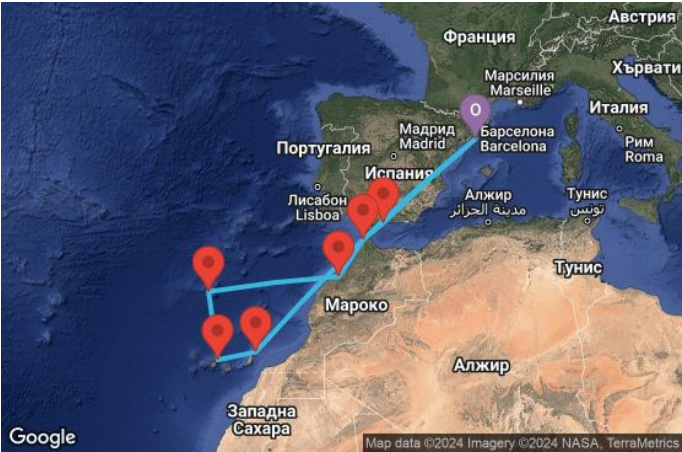 Австрия
Франция
Хървати
Марсилия
Marseille
Италия
О
Мадрид
Madrid
Барселона
Barcelona
Португалия
Рим
Roma
Испания
Лисабон
Lisboa
Алжир
مدينة الجزائر
Тунис
تونس
Тунис
Мароко
Алжир
Западна
Сахара
Google
Map data ©2024 Imagery ©2024 NASA, TerraMetrics